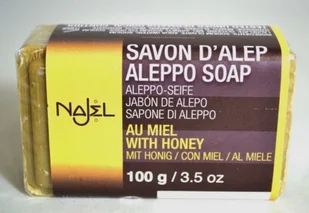 NAJEL
SAVON D'ALEP
ALEPPO SOAP
ALEPPO-SEIFE
JABÓN DE ALEPO
SAPONE DI ALEPPO
AU MIEL
WITH HONEY
MIT HONIG / CON MIEL / AL MIELE
100 g / 3.5 oz